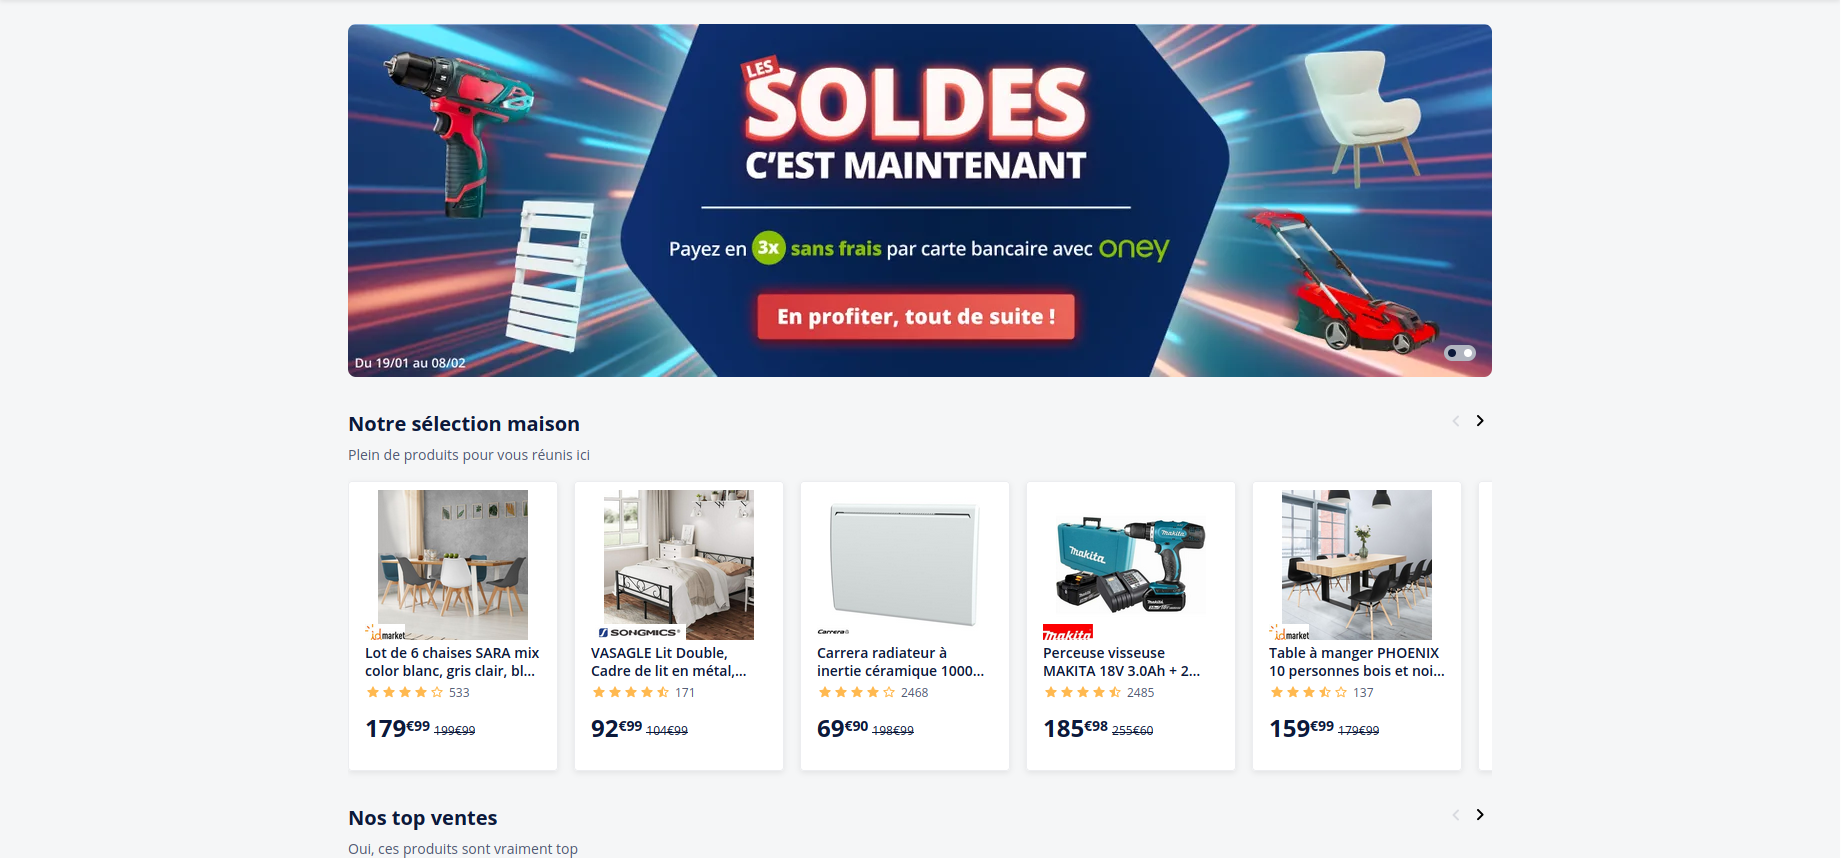 LES
SOLDES
C'EST MAINTENANT
Payez en 3x sans frais par carte bancaire avec oney
En profiter, tout de suite !
Du 19/01 au 08/02
Notre sélection maison
Plein de produits pour vous réunis ici
idmarket
Lot de 6 chaises SARA mix
color blanc, gris clair, bl...
533
179€99 199€99
SONGMICS
VASAGLE Lit Double,
Cadre de lit en métal,...
171
92€99 104€99
Carrera
Carrera radiateur à
inertie céramique 1000...
2468
69€90 198€99
makita
Makita
Perceuse visseuse
MAKITA 18V 3.0Ah + 2...
2485
185€98 255€60
idmarket
Table à manger PHOENIX
10 personnes bois et noi...
137
159€99 179€99
Nos top ventes
Oui, ces produits sont vraiment top